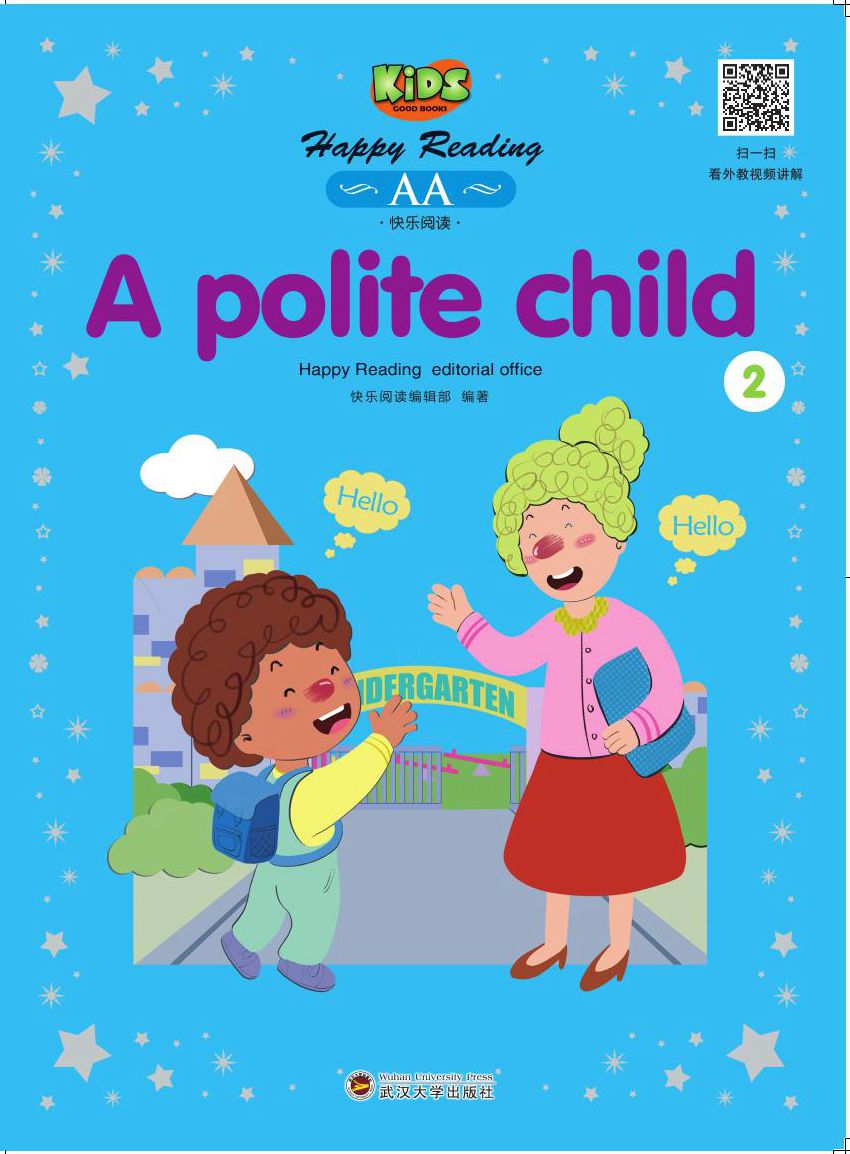 KiDS
GOOD BOOKS
Happy Reading
AA
·快乐阅读·
扫一扫
看外教视频讲解
A polite child
Happy Reading editorial office
快乐阅读编辑部 编著
2
Hello
Hello
NDERGARTEN
Wuhan University Press
武汉大学出版社